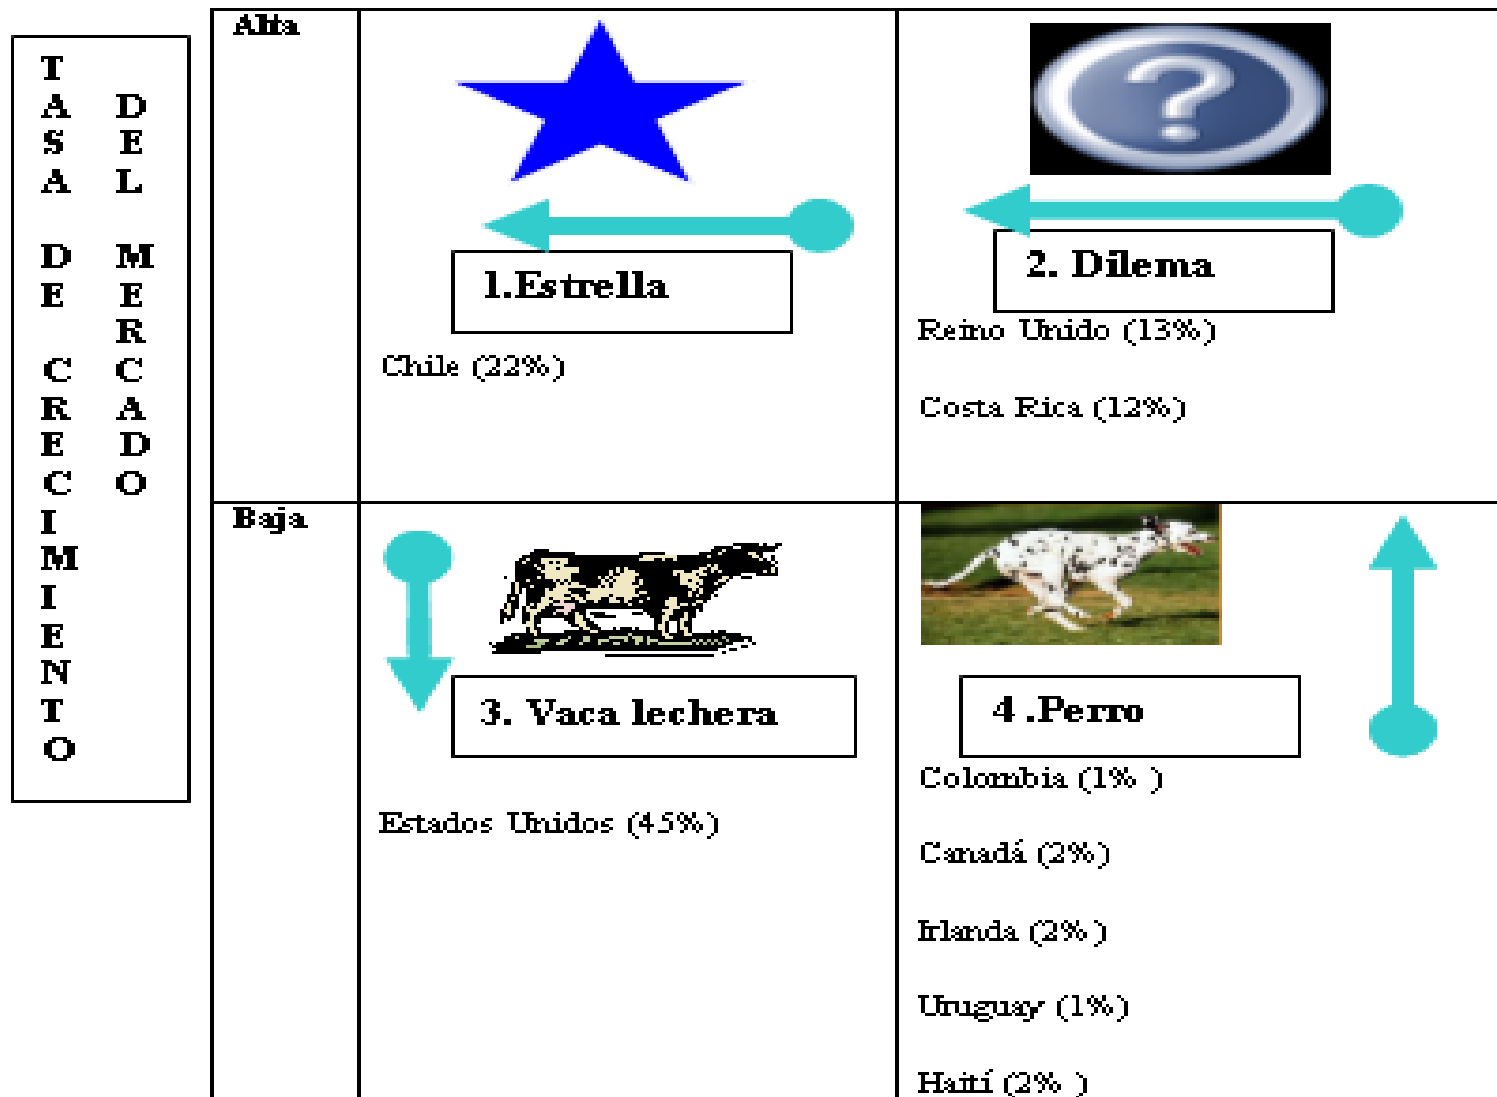 TASA DE CRECIMIENTO
DEL MERCADO
Alta
?
1.Estrella
Chile (22%)
2. Dilema
Reino Unido (13%)
Costa Rica (12%)
Baja
3. Vaca lechera
Estados Unidos (45%)
4 .Perro
Colombia (1% )
Canadá (2%)
Irlanda (2% )
Uruguay (1%)
Haití (2% )